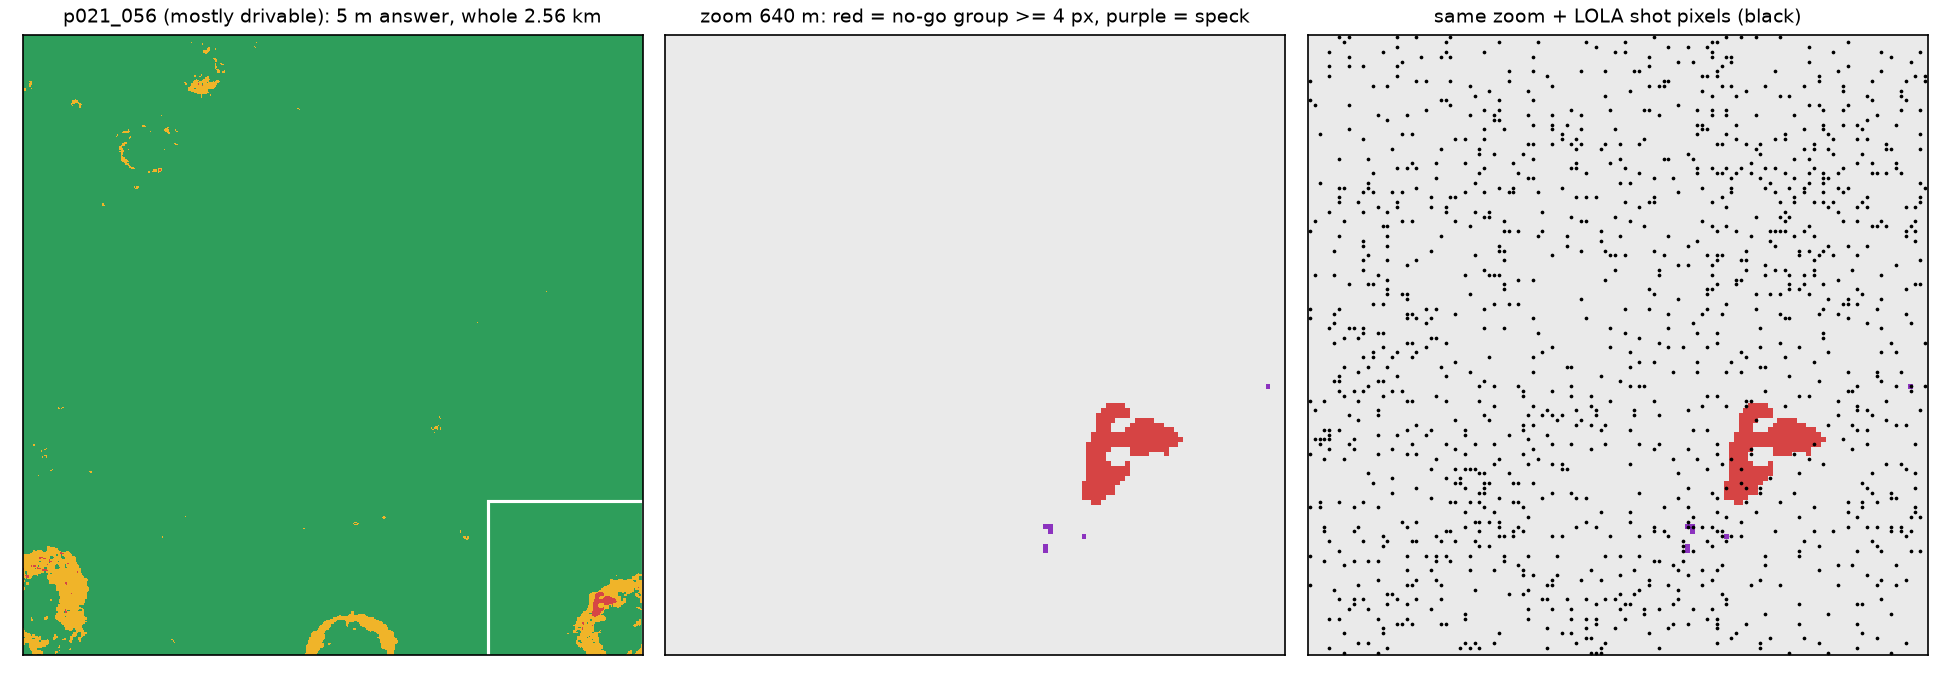 p021_056 (mostly drivable): 5 m answer, whole 2.56 km
zoom 640 m: red = no-go group >= 4 px, purple = speck
same zoom + LOLA shot pixels (black)